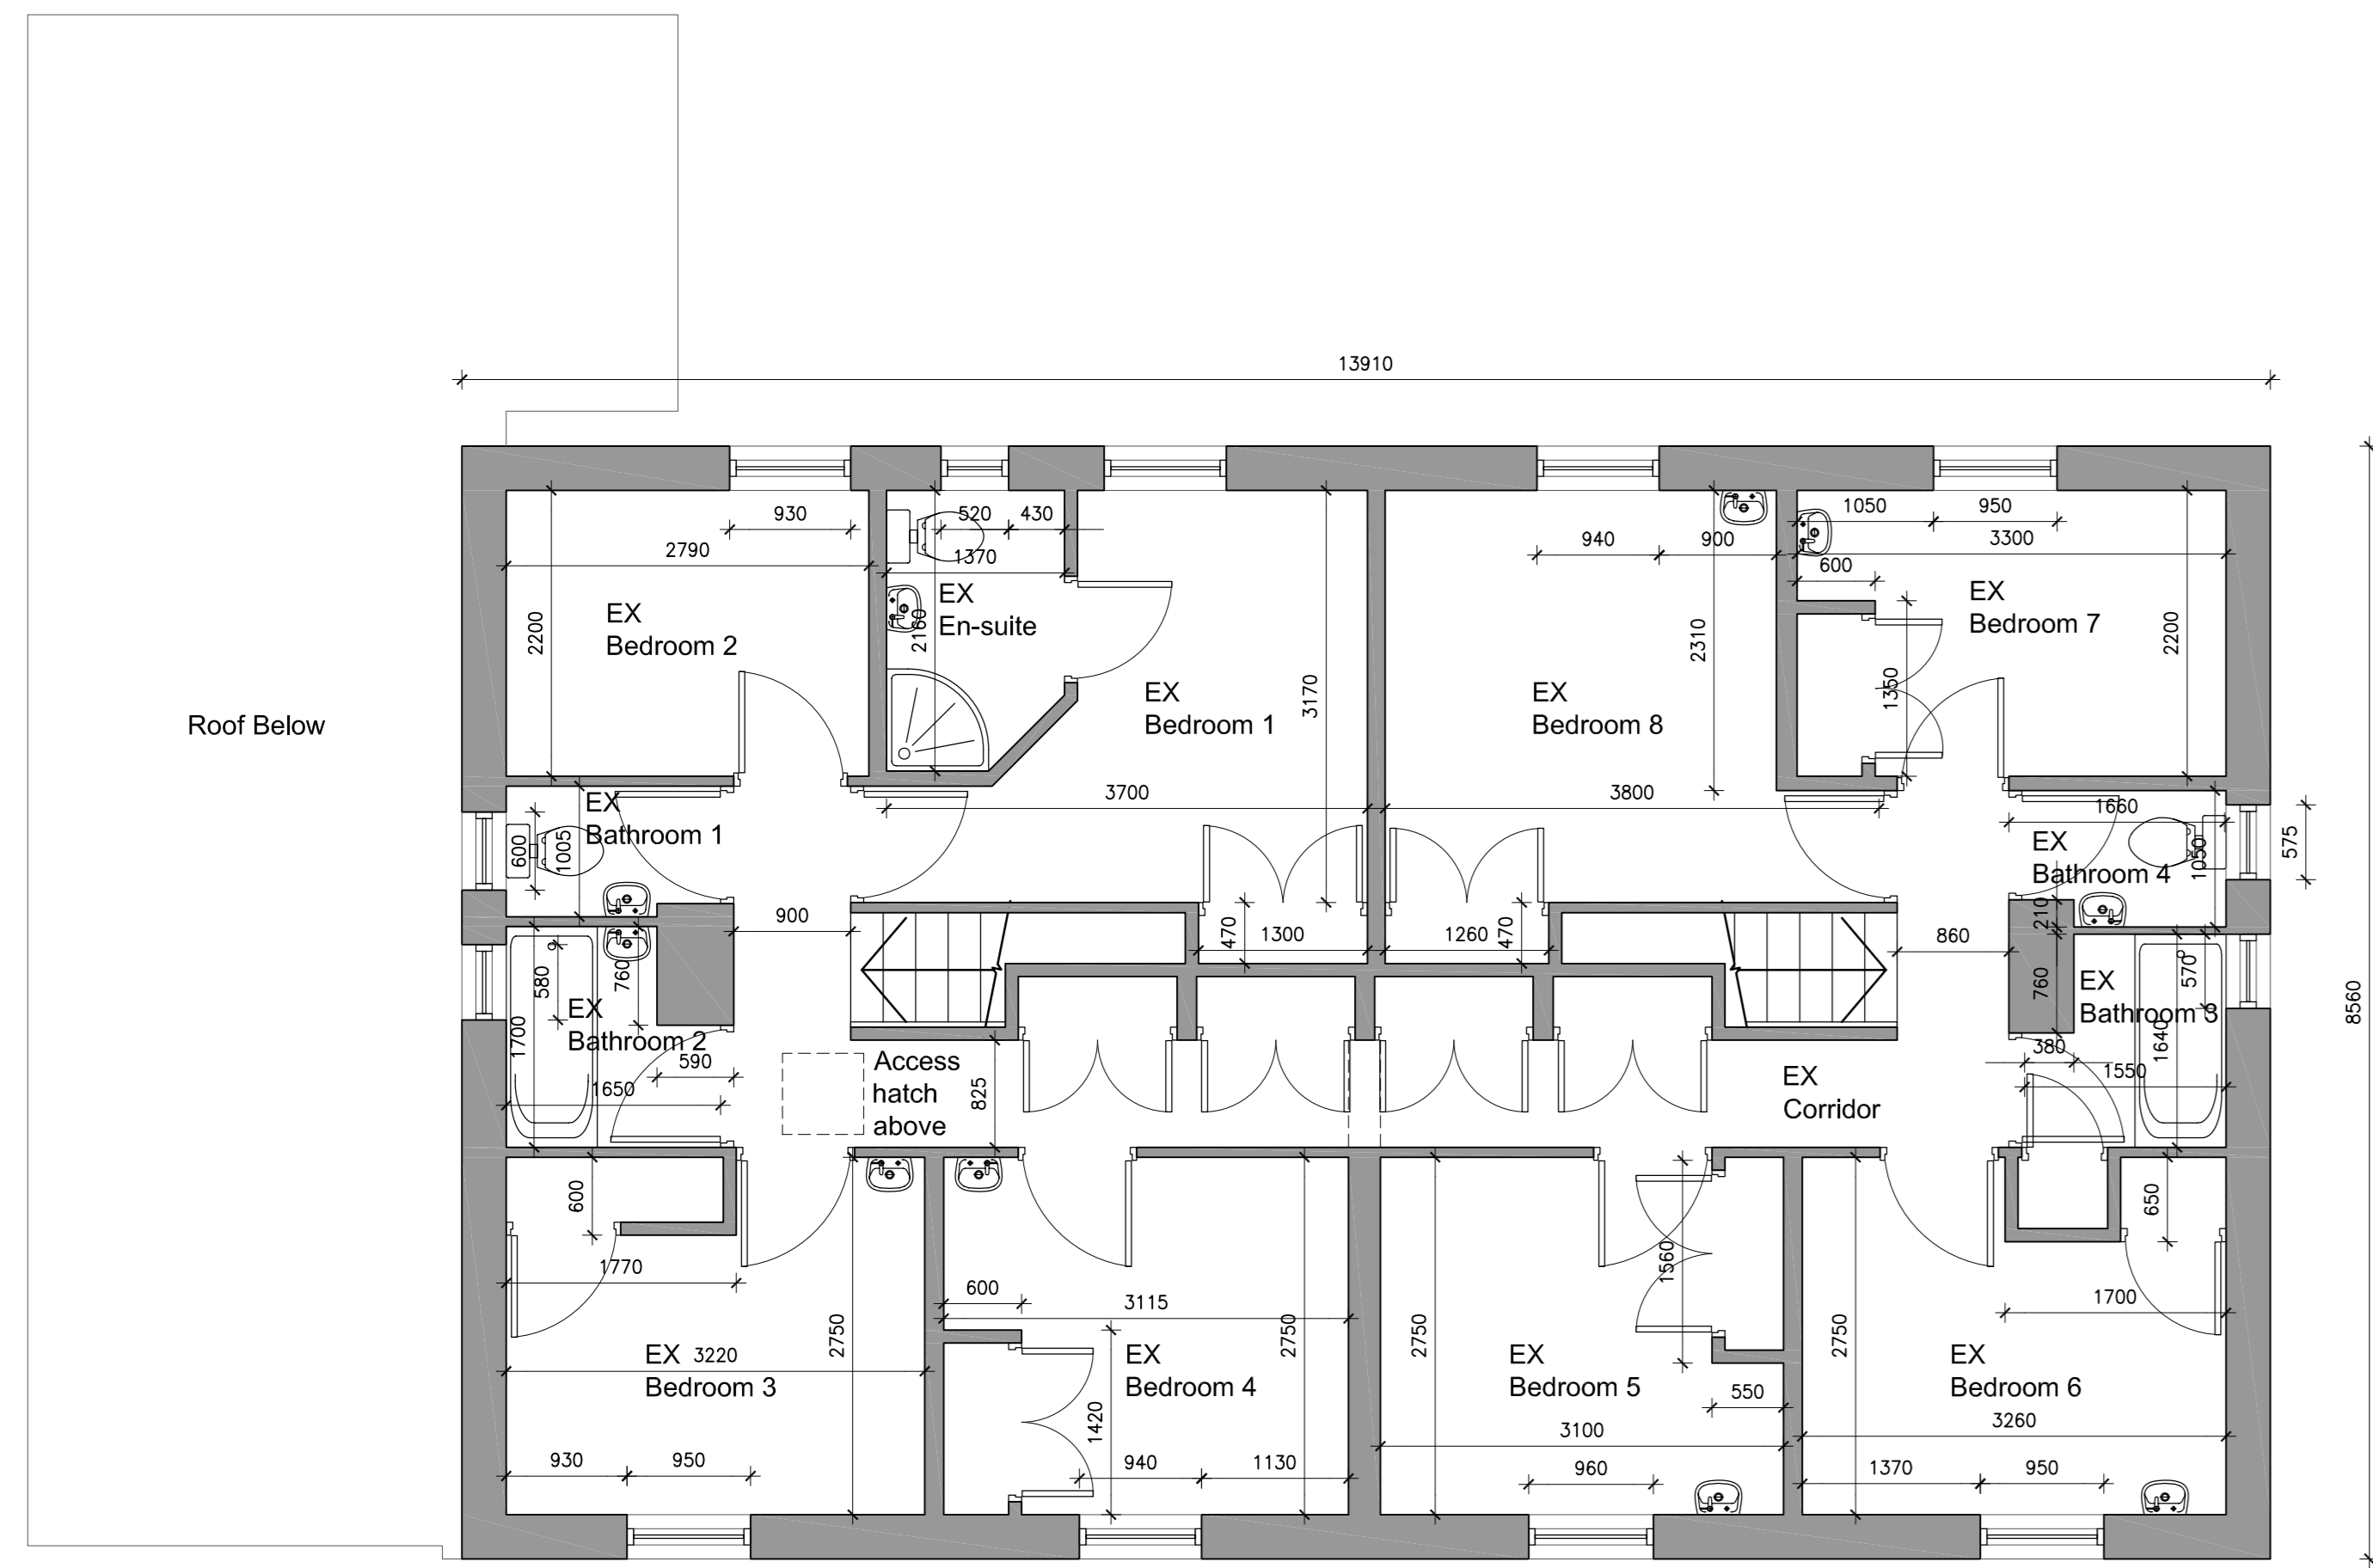 13910
930
520
430
940
900
1050
950
2790
1370
3300
600
EX
Bedroom 2
2200
EX
En-suite
2160
EX
Bedroom 1
3170
EX
Bedroom 8
2310
EX
Bedroom 7
1350
2200
Roof Below
3700
3800
1660
EX
Bathroom 1
600
1005
EX
Bathroom 4
1050
575
210
900
470
1300
1260
470
860
760
570
8560
580
760
EX
Bathroom 2
1700
590
1650
EX
Bathroom 3
1640
380
1550
Access
hatch
above
825
EX
Corridor
600
1770
600
3115
1560
650
1700
2750
2750
2750
2750
EX 3220
Bedroom 3
EX
Bedroom 4
EX
Bedroom 5
EX
Bedroom 6
1420
550
3100
3260
930
950
940
1130
960
1370
950